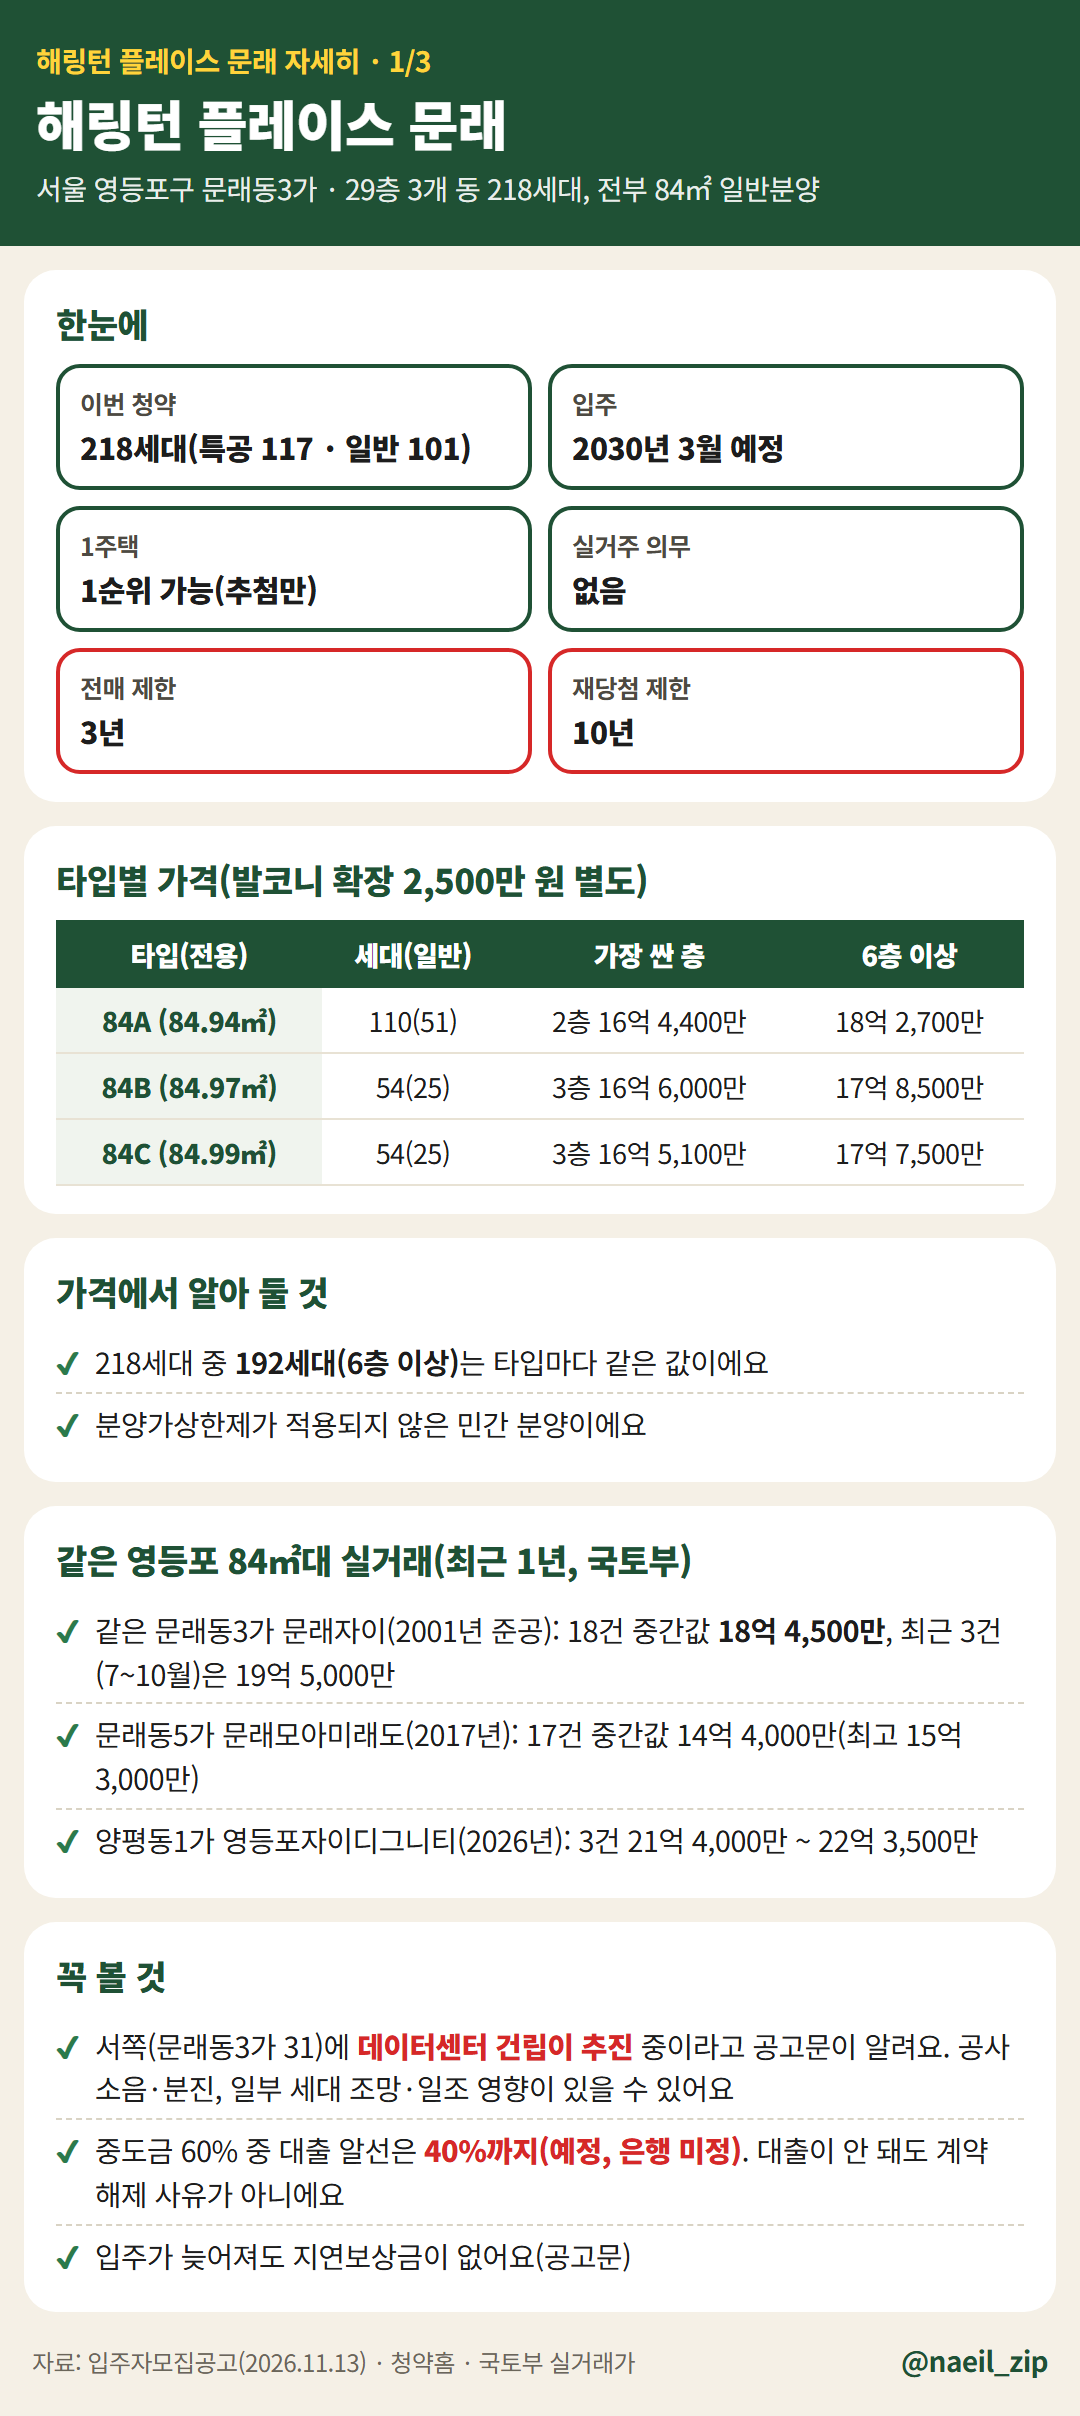 해링턴 플레이스 문래 자세히 · 1/3
해링턴 플레이스 문래
서울 영등포구 문래동3가 · 29층 3개 동 218세대, 전부 84㎡ 일반분양
한눈에
이번 청약
218세대(특공 117 · 일반 101)
입주
2030년 3월 예정
1주택
1순위 가능(추첨만)
실거주 의무
없음
전매 제한
3년
재당첨 제한
10년
타입별 가격(발코니 확장 2,500만 원 별도)
타입(전용) 세대(일반) 가장 싼 층 6층 이상
84A (84.94㎡) 110(51) 2층 16억 4,400만 18억 2,700만
84B (84.97㎡) 54(25) 3층 16억 6,000만 17억 8,500만
84C (84.99㎡) 54(25) 3층 16억 5,100만 17억 7,500만
가격에서 알아 둘 것
✔ 218세대 중 192세대(6층 이상)는 타입마다 같은 값이에요
✔ 분양가상한제가 적용되지 않은 민간 분양이에요
같은 영등포 84㎡대 실거래(최근 1년, 국토부)
✔ 같은 문래동3가 문래자이(2001년 준공): 18건 중간값 18억 4,500만, 최근 3건
(7~10월)은 19억 5,000만
✔ 문래동5가 문래모아미래도(2017년): 17건 중간값 14억 4,000만(최고 15억
3,000만)
✔ 양평동1가 영등포자이디그니티(2026년): 3건 21억 4,000만 ~ 22억 3,500만
꼭 볼 것
✔ 서쪽(문래동3가 31)에 데이터센터 건립이 추진 중이라고 공고문이 알려요. 공사
소음·분진, 일부 세대 조망·일조 영향이 있을 수 있어요
✔ 중도금 60% 중 대출 알선은 40%까지(예정, 은행 미정). 대출이 안 돼도 계약
해제 사유가 아니에요
✔ 입주가 늦어져도 지연보상금이 없어요(공고문)
자료: 입주자모집공고(2026.11.13) · 청약홈 · 국토부 실거래가
@naeil_zip